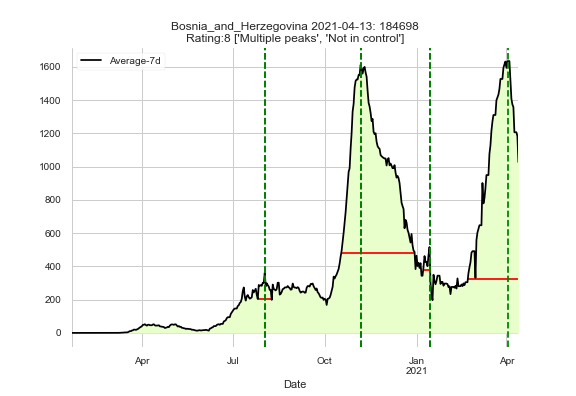 Bosnia_and_Herzegovina 2021-04-13: 184698
Rating:8 ['Multiple peaks', 'Not in control']
Average-7d
1600
1400
1200
1000
800
600
400
200
0
Apr
Jul
Oct
Jan
2021
Apr
Date